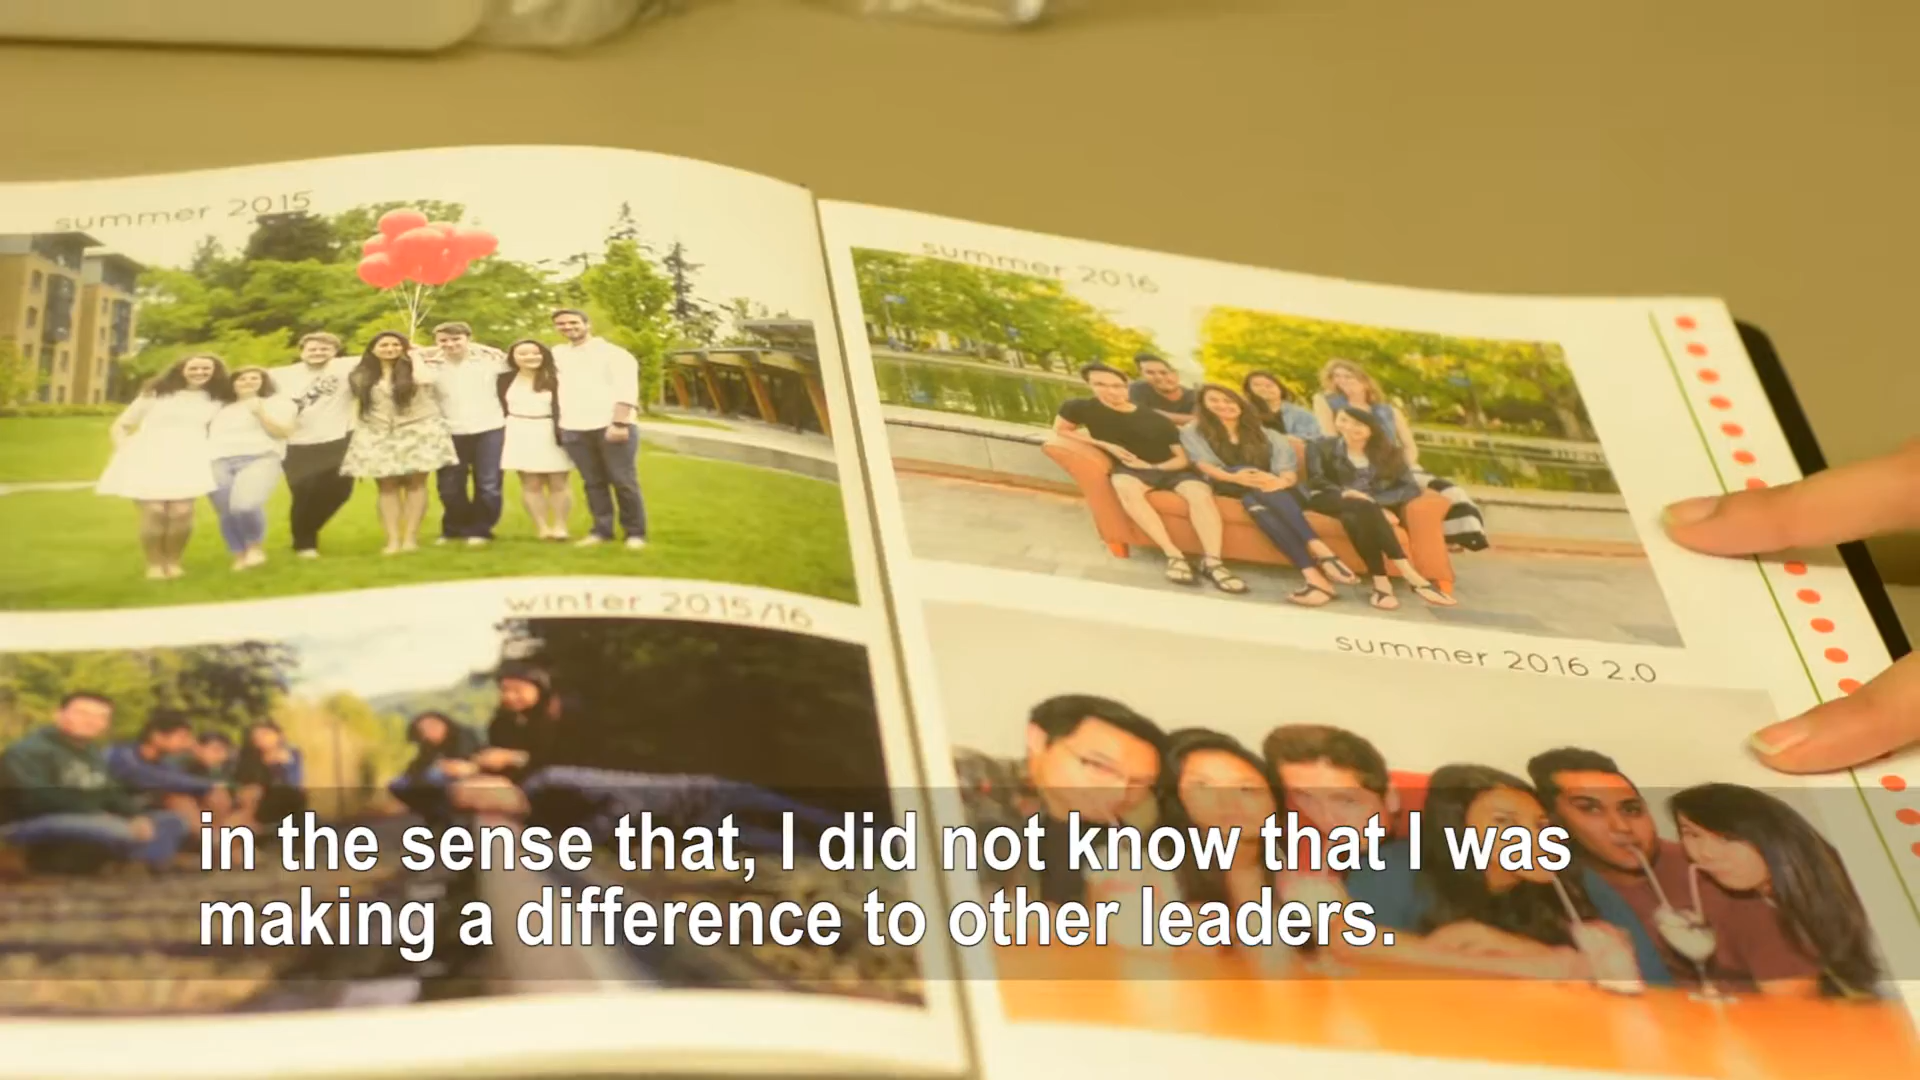 summer 2015
summer 2016
winter 2015/16
summer 2016 2.0
in the sense that, I did not know that I was
making a difference to other leaders.